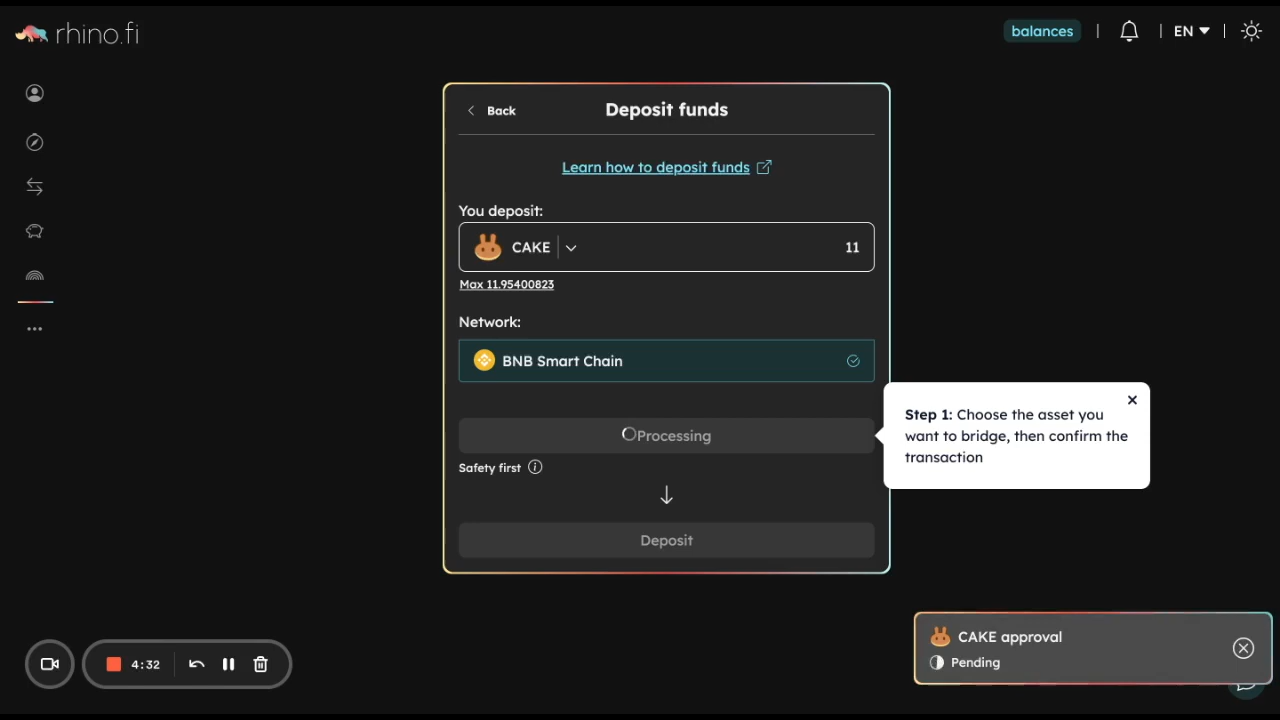 rhino.fi
balances | | EN |
Back
Deposit funds
Learn how to deposit funds
You deposit:
CAKE
11
Max 11.95400823
Network:
BNB Smart Chain
Processing
Safety first
Deposit
Step 1: Choose the asset you
want to bridge, then confirm the
transaction
CAKE approval
Pending
4:32